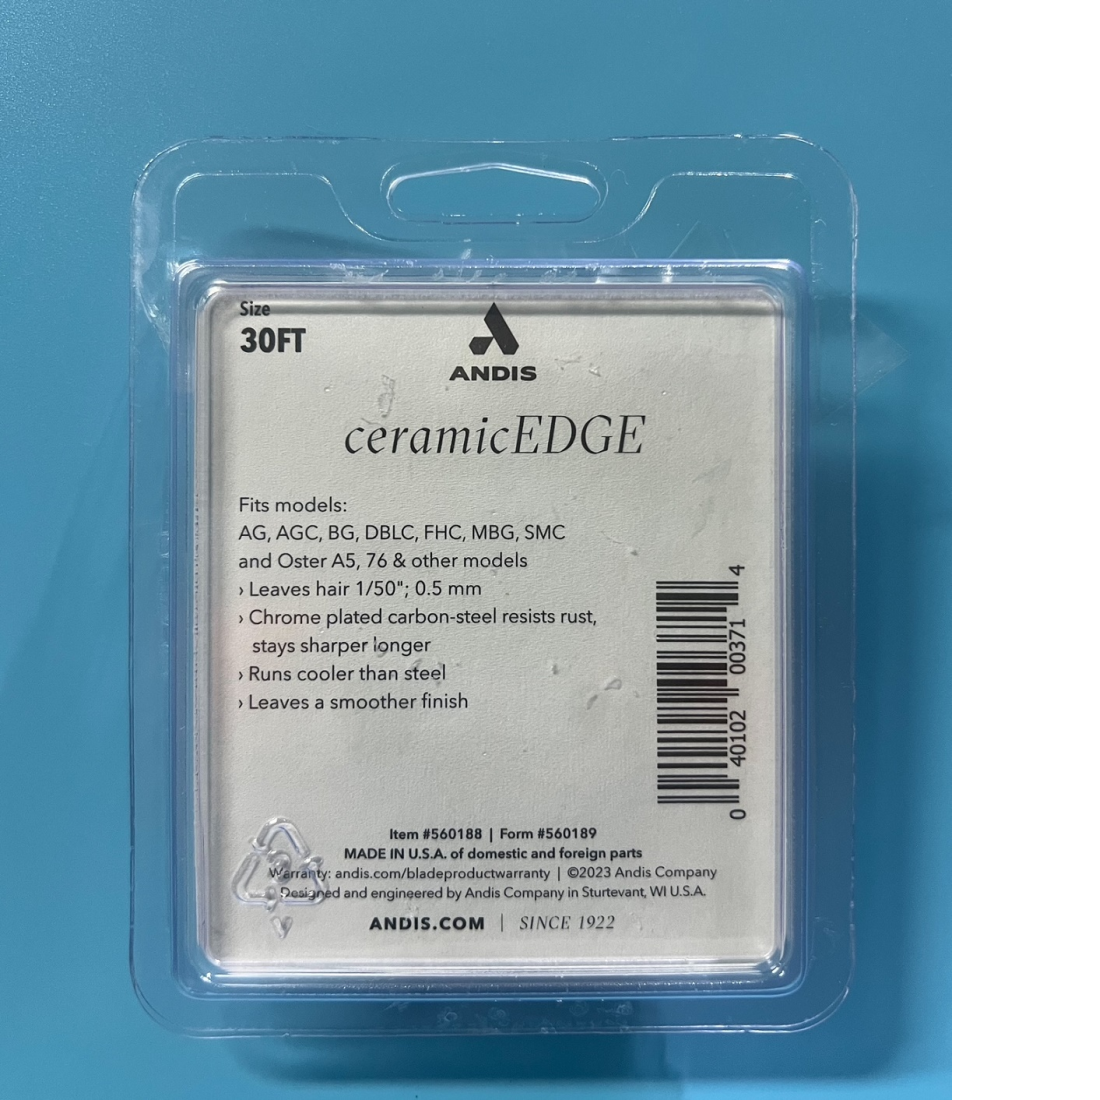 Size
30FT
ANDIS
ceramicEDGE
Fits models:
AG, AGC, BG, DBLC, FHC, MBG, SMC
and Oster A5, 76 & other models
› Leaves hair 1/50"; 0.5 mm
› Chrome plated carbon-steel resists rust,
stays sharper longer
› Runs cooler than steel
› Leaves a smoother finish
0 40102 00371 4
Item #560188 | Form #560189
MADE IN U.S.A. of domestic and foreign parts
Warranty: andis.com/bladeproductwarranty | ©2023 Andis Company
Designed and engineered by Andis Company in Sturtevant, WI U.S.A.
ANDIS.COM | SINCE 1922